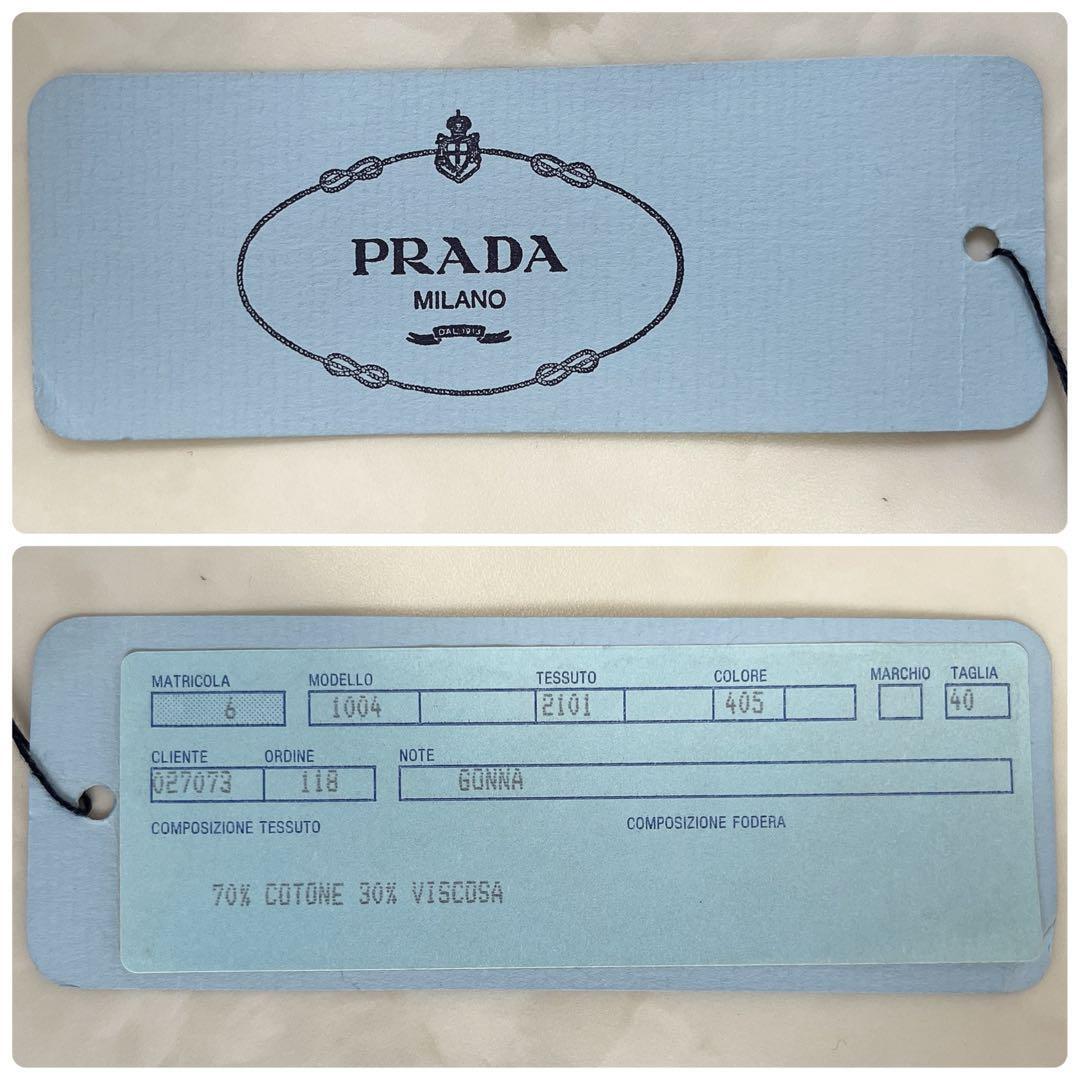 PRADA
MILANO
DAL 1913
MATRICOLA MODELLO TESSUTO COLORE MARCHIO TAGLIA
6 1004 2101 405 40
CLIENTE ORDINE NOTE
027073 118 GONNA
COMPOSIZIONE TESSUTO COMPOSIZIONE FODERA
70% COTONE 30% VISCOSA